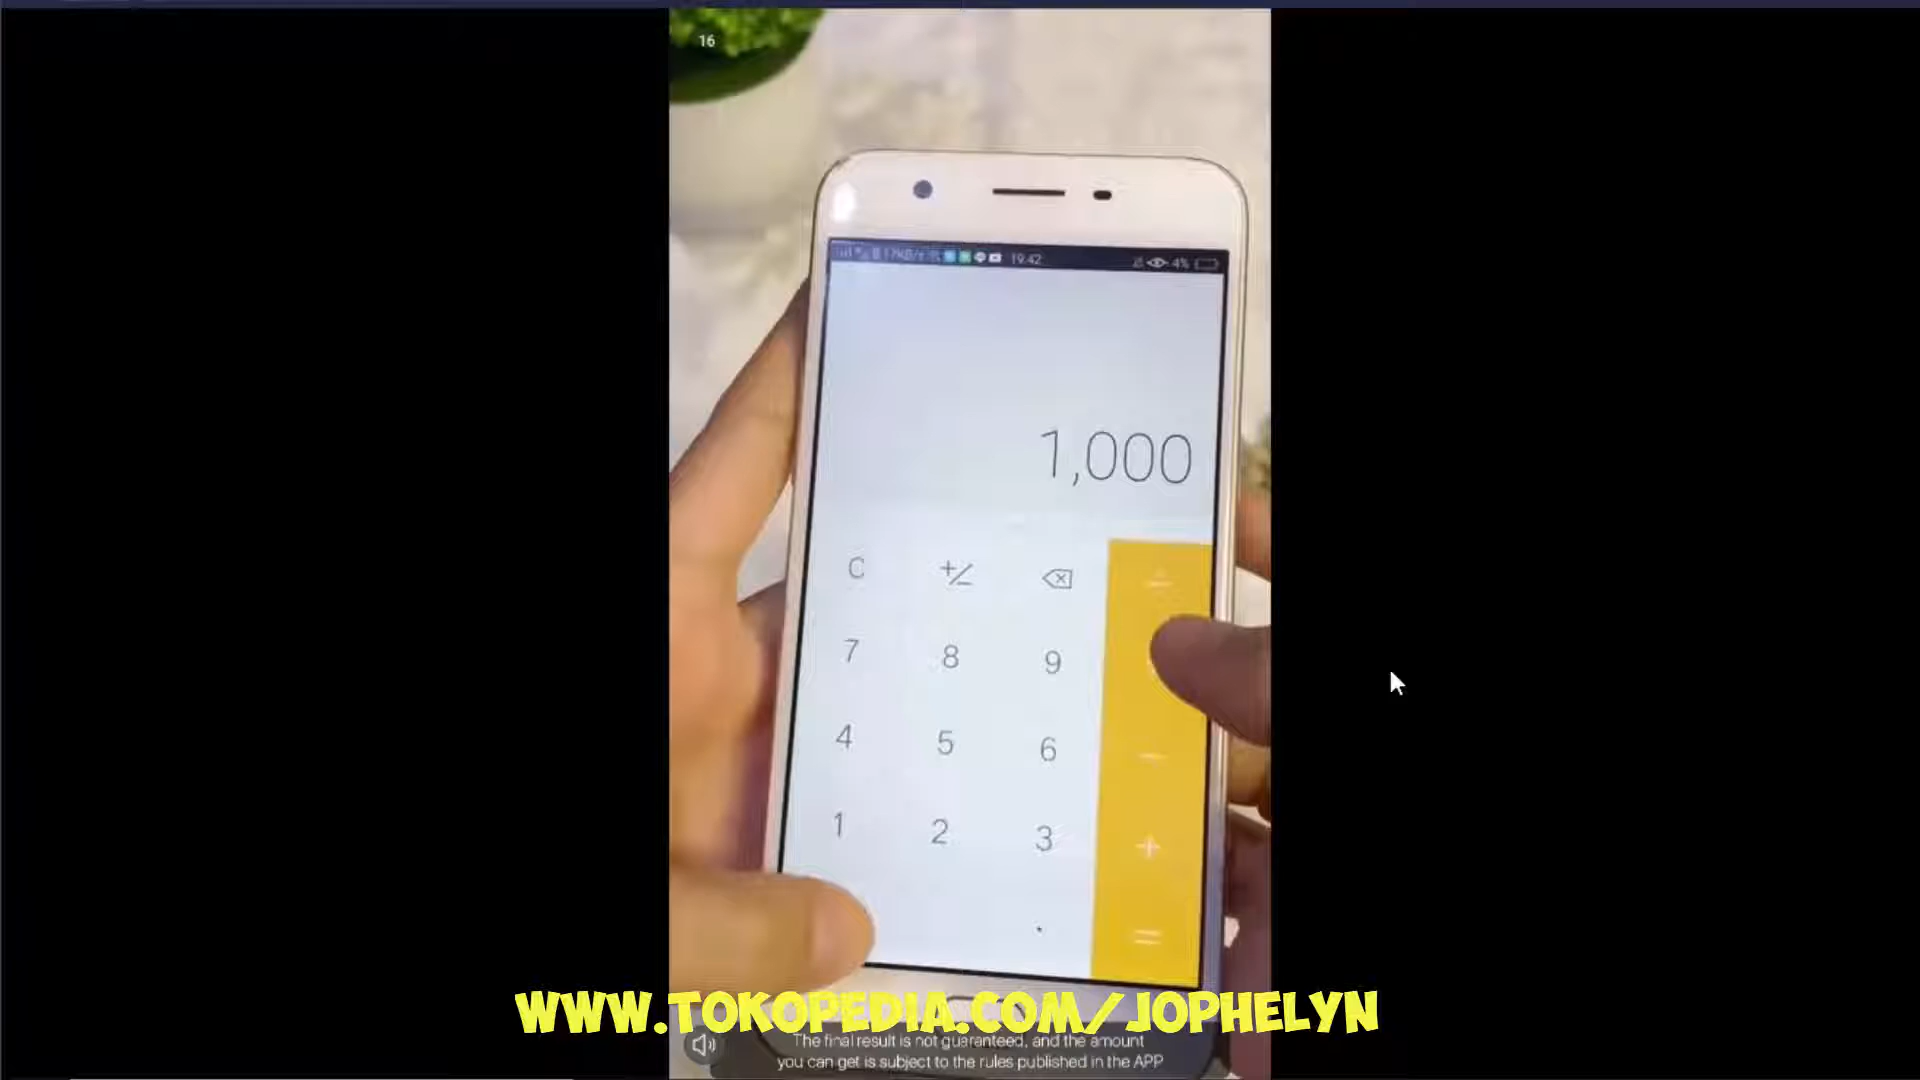 16
17KB/s 19:42 4%
1,000
C +/-
÷
7 8 9
4 5 6 −
1 2 3 +
. =
WWW.TOKOPEDIA.COM/JOPHELYN
The final result is not guaranteed, and the amount
you can get is subject to the rules published in the APP